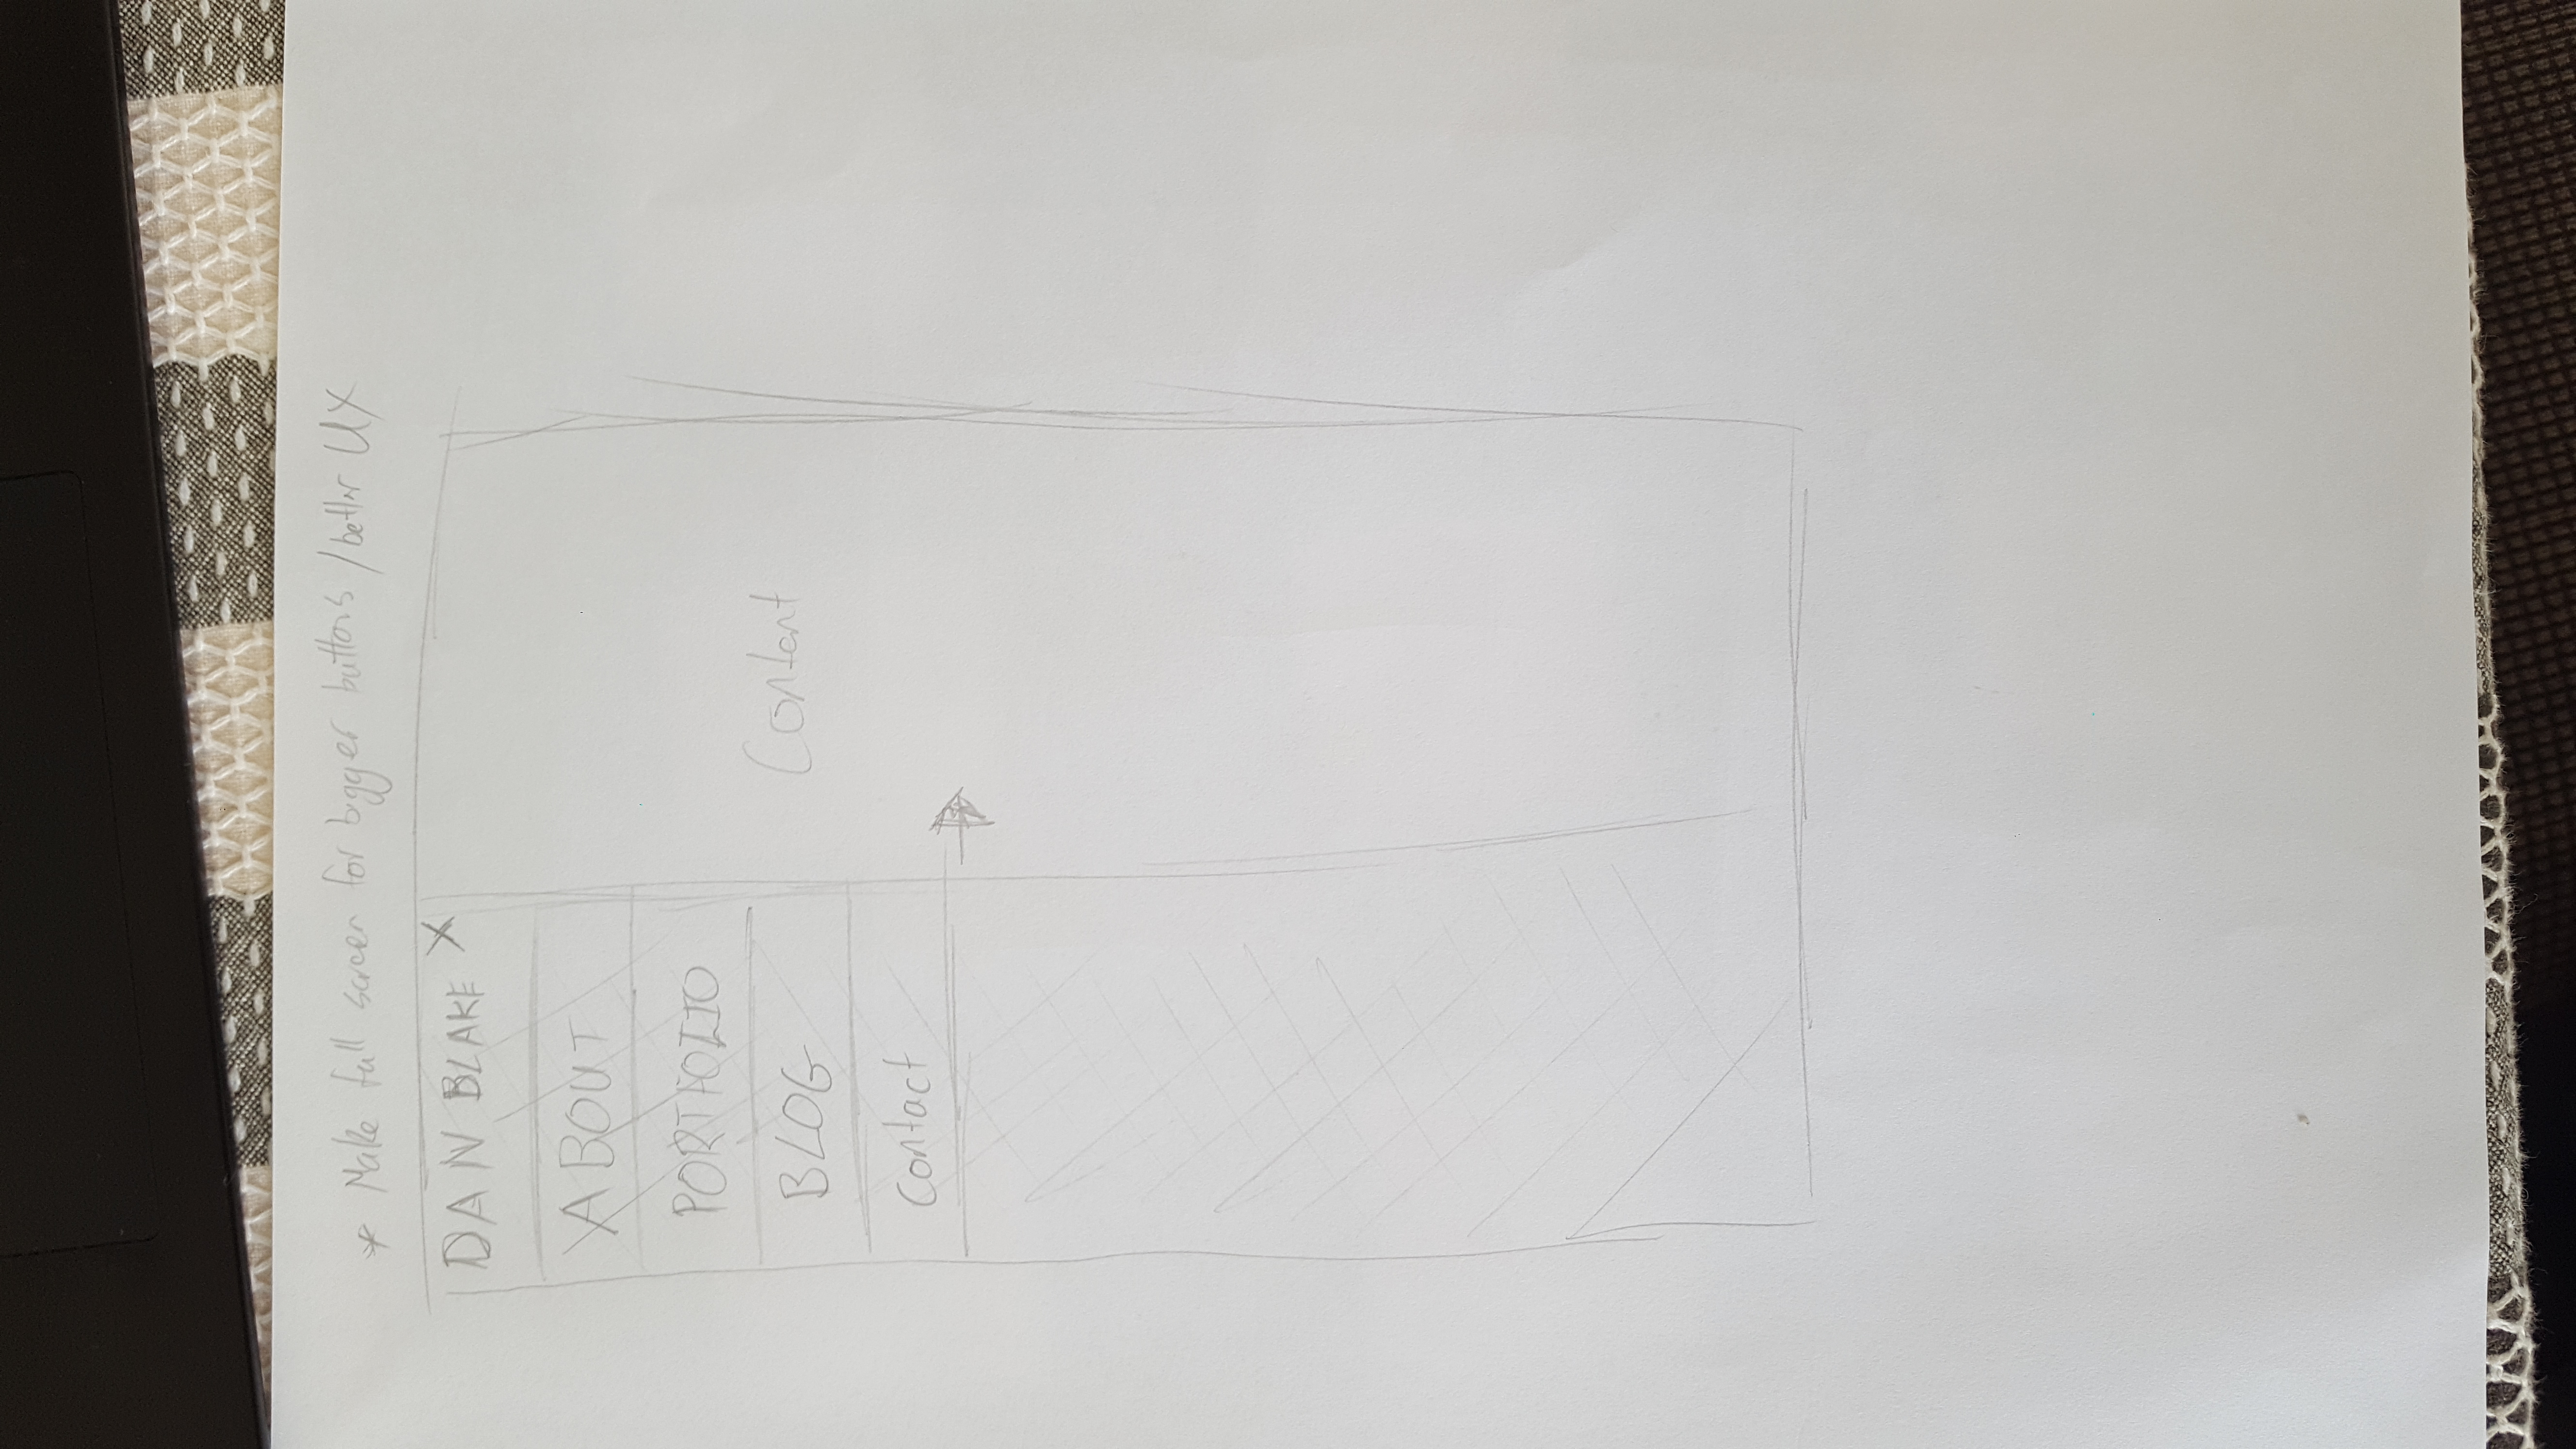 * Make full screen for bigger buttons / better UX
DAN BLAKE X
ABOUT
PORTFOLIO
BLOG
Contact
Content